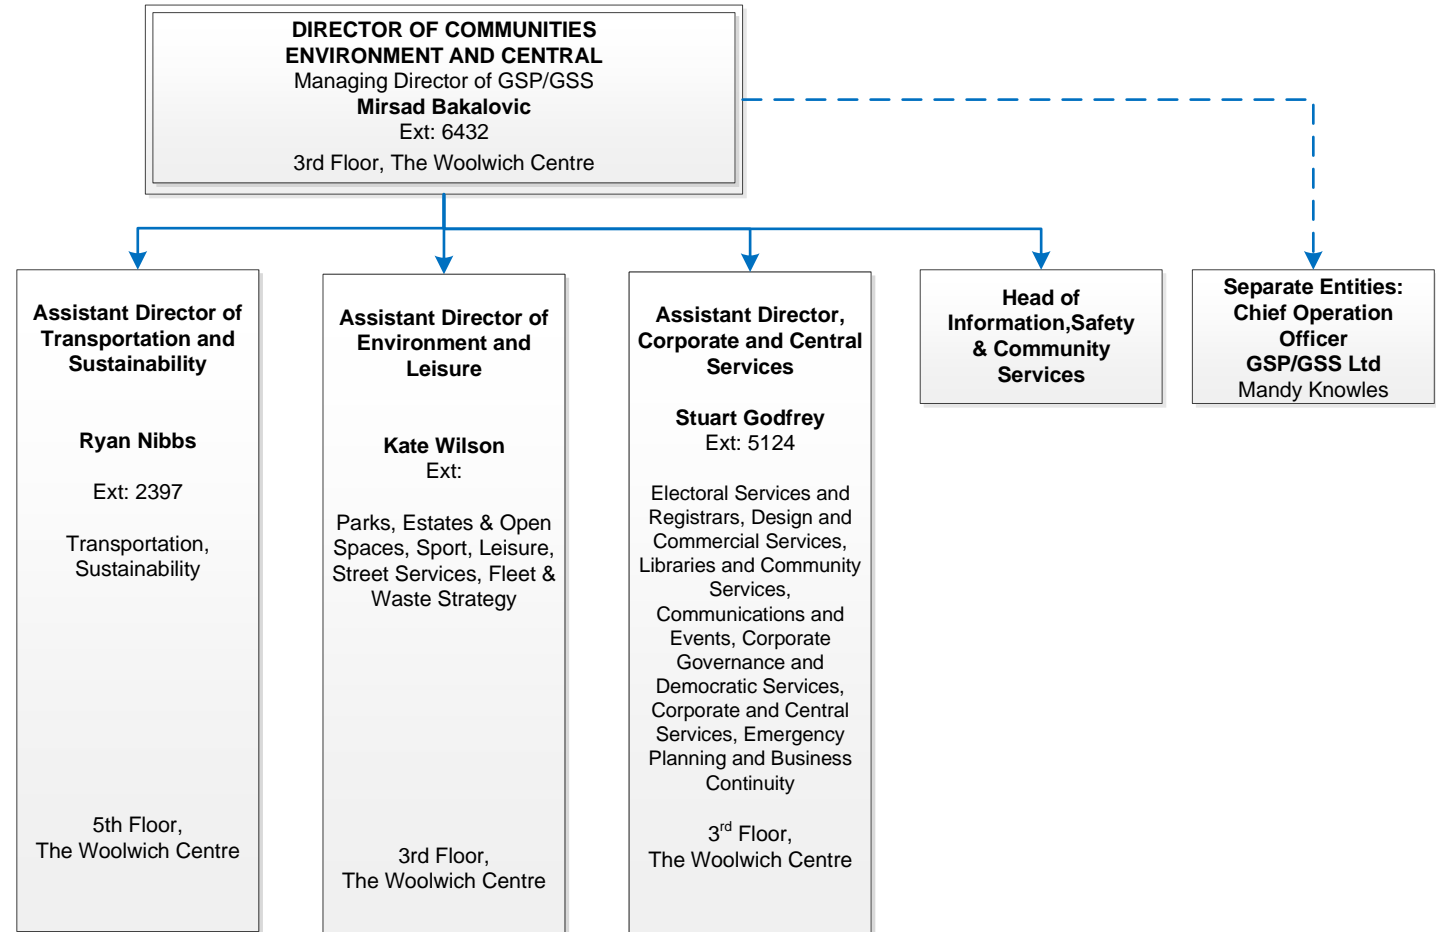 DIRECTOR OF COMMUNITIES
ENVIRONMENT AND CENTRAL
Managing Director of GSP/GSS
Mirsad Bakalovic
Ext: 6432
3rd Floor, The Woolwich Centre
Assistant Director of
Transportation and
Sustainability
Ryan Nibbs
Ext: 2397
Transportation,
Sustainability
5th Floor,
The Woolwich Centre
Assistant Director of
Environment and
Leisure
Kate Wilson
Ext:
Parks, Estates & Open
Spaces, Sport, Leisure,
Street Services, Fleet &
Waste Strategy
3rd Floor,
The Woolwich Centre
Assistant Director,
Corporate and Central
Services
Stuart Godfrey
Ext: 5124
Electoral Services and
Registrars, Design and
Commercial Services,
Libraries and Community
Services,
Communications and
Events, Corporate
Governance and
Democratic Services,
Corporate and Central
Services, Emergency
Planning and Business
Continuity
3rd Floor,
The Woolwich Centre
Head of
Information,Safety
& Community
Services
Separate Entities:
Chief Operation
Officer
GSP/GSS Ltd
Mandy Knowles